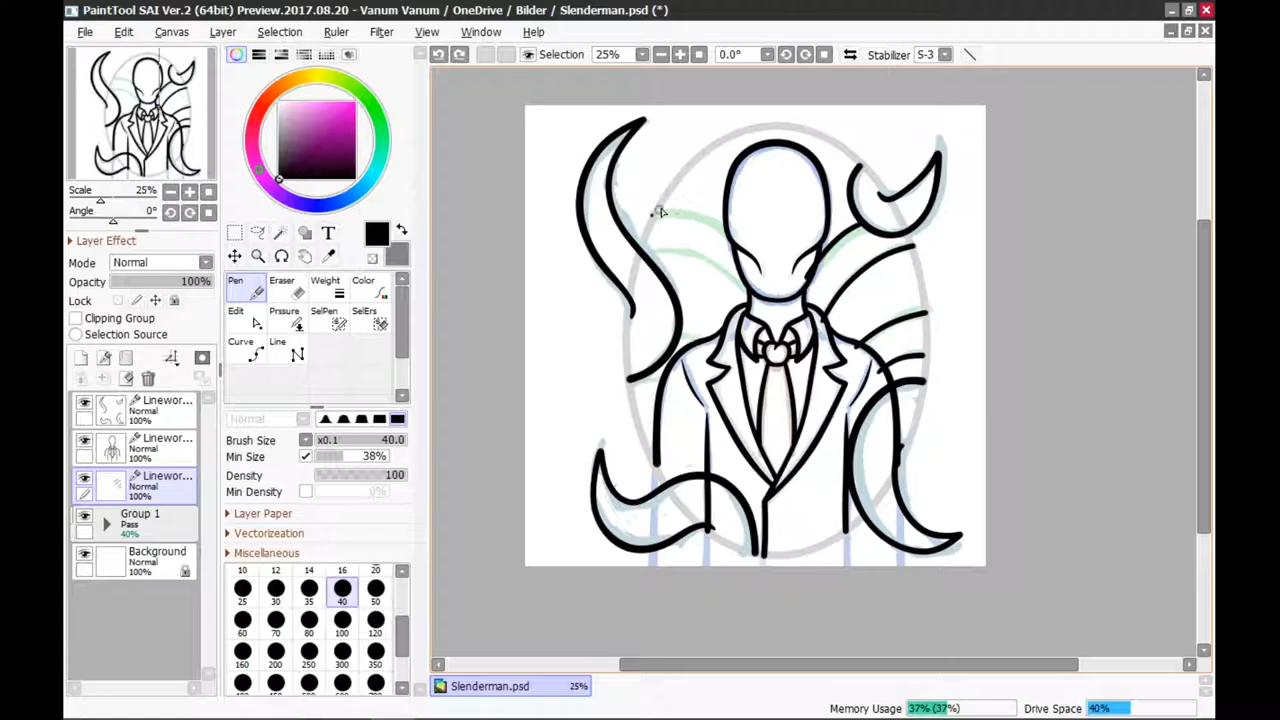 PaintTool SAI Ver.2 (64bit) Preview.2017.08.20 - Vanum Vanum / OneDrive / Bilder / Slenderman.psd (*)
File Edit Canvas Layer Selection Ruler Filter View Window Help
Selection 25% 0.0° Stabilizer S-3
Scale 25%
Angle 0°
Layer Effect
Mode Normal
Opacity 100%
Lock
Clipping Group
Selection Source
Linewor...
Normal
100%
Linewor...
Normal
100%
Linewor...
Normal
100%
Group 1
Pass
40%
Background
Normal
100%
T
Pen Eraser Weight Color
Edit Prssure SelPen SelErs
Curve Line
Normal
Brush Size x0.1 40.0
Min Size 38%
Density 100
Min Density 0%
Layer Paper
Vectorization
Miscellaneous
10 12 14 16 20
25 30 35 40 50
60 70 80 100 120
160 200 250 300 350
Slenderman.psd 25%
Memory Usage 37% (37%) Drive Space 40%